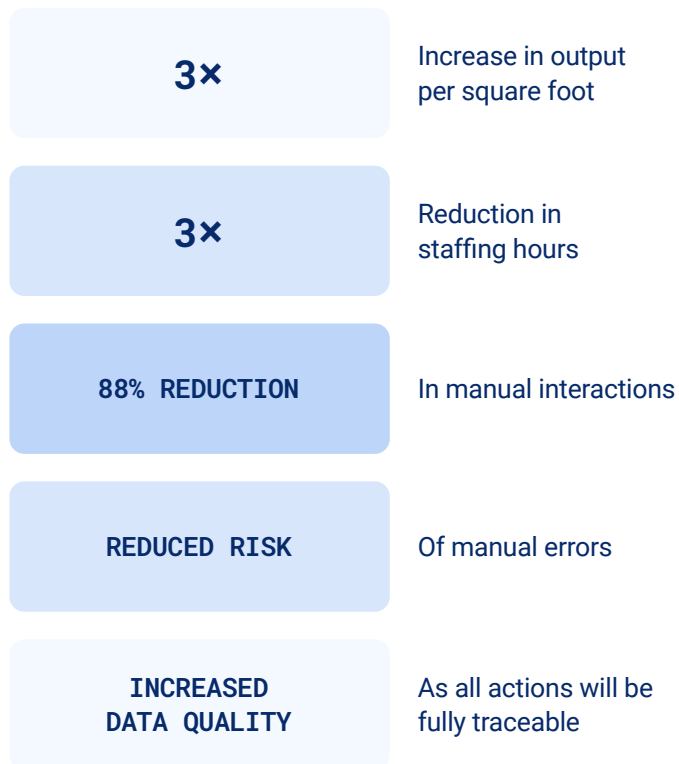 3×
Increase in output
per square foot
3×
Reduction in
staffing hours
88% REDUCTION
In manual interactions
REDUCED RISK
Of manual errors
INCREASED
DATA QUALITY
As all actions will be
fully traceable